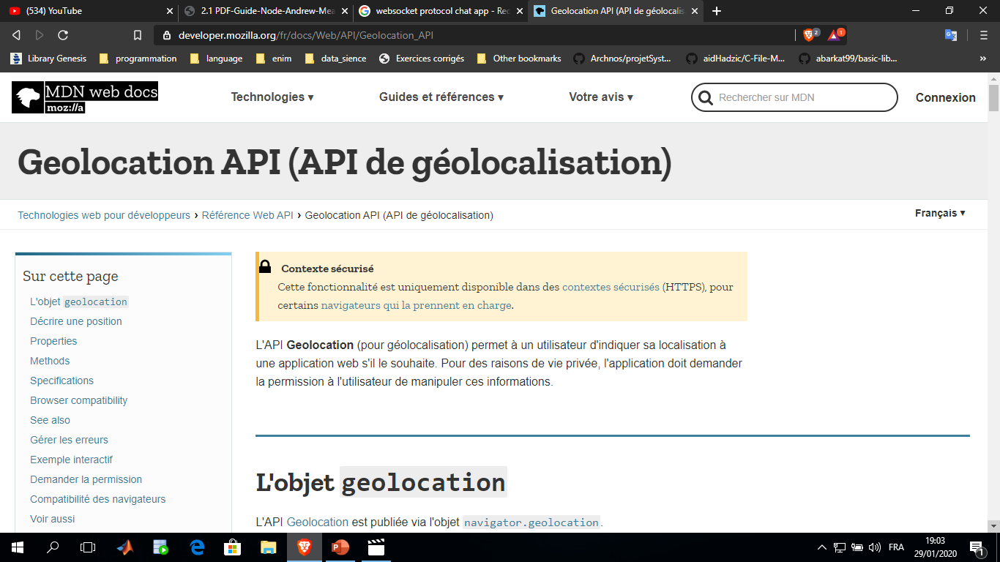 (534) YouTube
2.1 PDF-Guide-Node-Andrew-Mea
websocket protocol chat app - Rec
Geolocation API (API de géolocalis
developer.mozilla.org/fr/docs/Web/API/Geolocation_API
2
1
Library Genesis
programmation
language
enim
data_sience
Exercices corrigés
Other bookmarks
Archnos/projetSyst...
aidHadzic/C-File-M...
abarkat99/basic-lib...
»
MDN web docs
moz://a
Technologies ▾
Guides et références ▾
Votre avis ▾
Rechercher sur MDN
Connexion
Geolocation API (API de géolocalisation)
Technologies web pour développeurs › Référence Web API › Geolocation API (API de géolocalisation)
Français ▾
Sur cette page
L'objet geolocation
Décrire une position
Properties
Methods
Specifications
Browser compatibility
See also
Gérer les erreurs
Exemple interactif
Demander la permission
Compatibilité des navigateurs
Voir aussi
Contexte sécurisé
Cette fonctionnalité est uniquement disponible dans des contextes sécurisés (HTTPS), pour
certains navigateurs qui la prennent en charge.
L'API Geolocation (pour géolocalisation) permet à un utilisateur d'indiquer sa localisation à
une application web s'il le souhaite. Pour des raisons de vie privée, l'application doit demander
la permission à l'utilisateur de manipuler ces informations.
L'objet geolocation
L'API Geolocation est publiée via l'objet navigator.geolocation.
FRA
19:03
29/01/2020
1